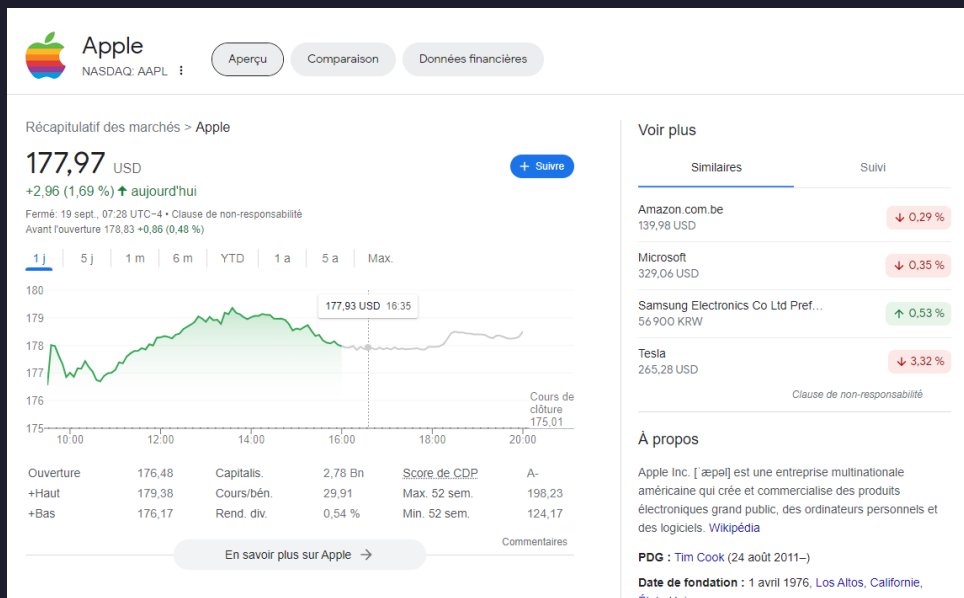 Apple
NASDAQ: AAPL
Aperçu
Comparaison
Données financières
Récapitulatif des marchés > Apple
177,97 USD
+ Suivre
+2,96 (1,69 %) ↑ aujourd'hui
Fermé: 19 sept., 07:28 UTC−4 • Clause de non-responsabilité
Avant l'ouverture 178,83 +0,86 (0,48 %)
1 j
5 j
1 m
6 m
YTD
1 a
5 a
Max.
177,93 USD 16:35
180
179
178
177
176
175
Cours de
clôture
175,01
10:00
12:00
14:00
16:00
18:00
20:00
Ouverture 176,48 Capitalis. 2,78 Bn Score de CDP A-
+Haut 179,38 Cours/bén. 29,91 Max. 52 sem. 198,23
+Bas 176,17 Rend. div. 0,54 % Min. 52 sem. 124,17
Commentaires
En savoir plus sur Apple →
Voir plus
Similaires
Suivi
Amazon.com.be
139,98 USD
↓ 0,29 %
Microsoft
329,06 USD
↓ 0,35 %
Samsung Electronics Co Ltd Pref…
56 900 KRW
↑ 0,53 %
Tesla
265,28 USD
↓ 3,32 %
Clause de non-responsabilité
À propos
Apple Inc. [ˈæpəl] est une entreprise multinationale
américaine qui crée et commercialise des produits
électroniques grand public, des ordinateurs personnels et
des logiciels. Wikipédia
PDG : Tim Cook (24 août 2011–)
Date de fondation : 1 avril 1976, Los Altos, Californie,